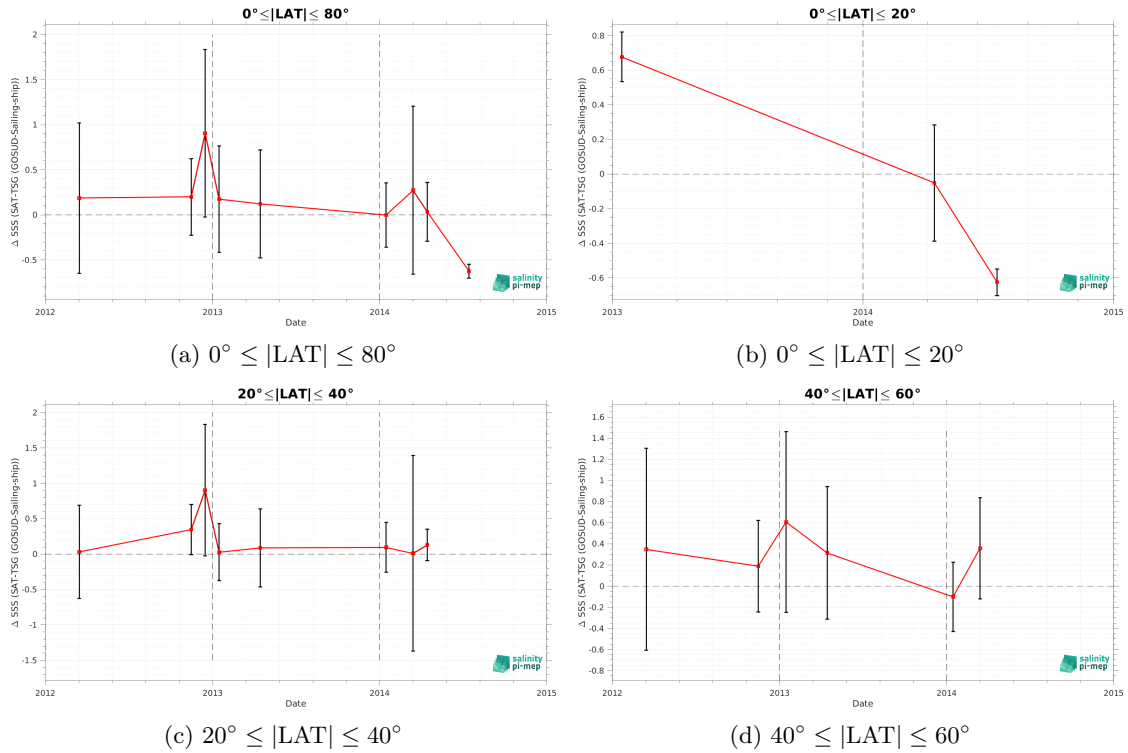 0°≤|LAT|≤ 80°
Δ SSS (SAT-TSG (GOSUD-Sailing-ship))
2
1.5
1
0.5
0
-0.5
2012
2013
2014
2015
Date
salinity
pi-mep
(a) 0° ≤ |LAT| ≤ 80°
0°≤|LAT|≤ 20°
Δ SSS (SAT-TSG (GOSUD-Sailing-ship))
0.8
0.6
0.4
0.2
0
-0.2
-0.4
-0.6
2013
2014
2015
Date
salinity
pi-mep
(b) 0° ≤ |LAT| ≤ 20°
20°≤|LAT|≤ 40°
Δ SSS (SAT-TSG (GOSUD-Sailing-ship))
2
1.5
1
0.5
0
-0.5
-1
-1.5
2012
2013
2014
2015
Date
salinity
pi-mep
(c) 20° ≤ |LAT| ≤ 40°
40°≤|LAT|≤ 60°
Δ SSS (SAT-TSG (GOSUD-Sailing-ship))
1.6
1.4
1.2
1
0.8
0.6
0.4
0.2
0
-0.2
-0.4
-0.6
-0.8
2012
2013
2014
2015
Date
salinity
pi-mep
(d) 40° ≤ |LAT| ≤ 60°